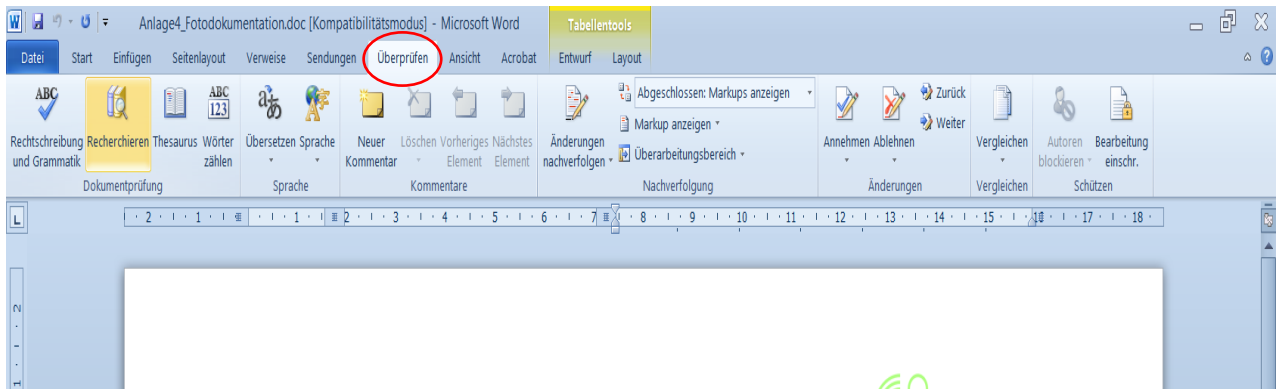 W Anlage4_Fotodokumentation.doc [Kompatibilitätsmodus] - Microsoft Word Tabellentools
Datei Start Einfügen Seitenlayout Verweise Sendungen Überprüfen Ansicht Acrobat Entwurf Layout
ABC
Rechtschreibung und Grammatik
Recherchieren
Thesaurus
ABC 123
Wörter zählen
Übersetzen
Sprache
Neuer Kommentar
Löschen
Vorheriges Element
Nächstes Element
Änderungen nachverfolgen
Abgeschlossen: Markups anzeigen
Markup anzeigen
Überarbeitungsbereich
Annehmen
Ablehnen
Zurück
Weiter
Vergleichen
Autoren blockieren
Bearbeitung einschr.
Dokumentprüfung Sprache Kommentare Nachverfolgung Änderungen Vergleichen Schützen
L 2 1 1 2 3 4 5 6 7 8 9 10 11 12 13 14 15 16 17 18
2
1